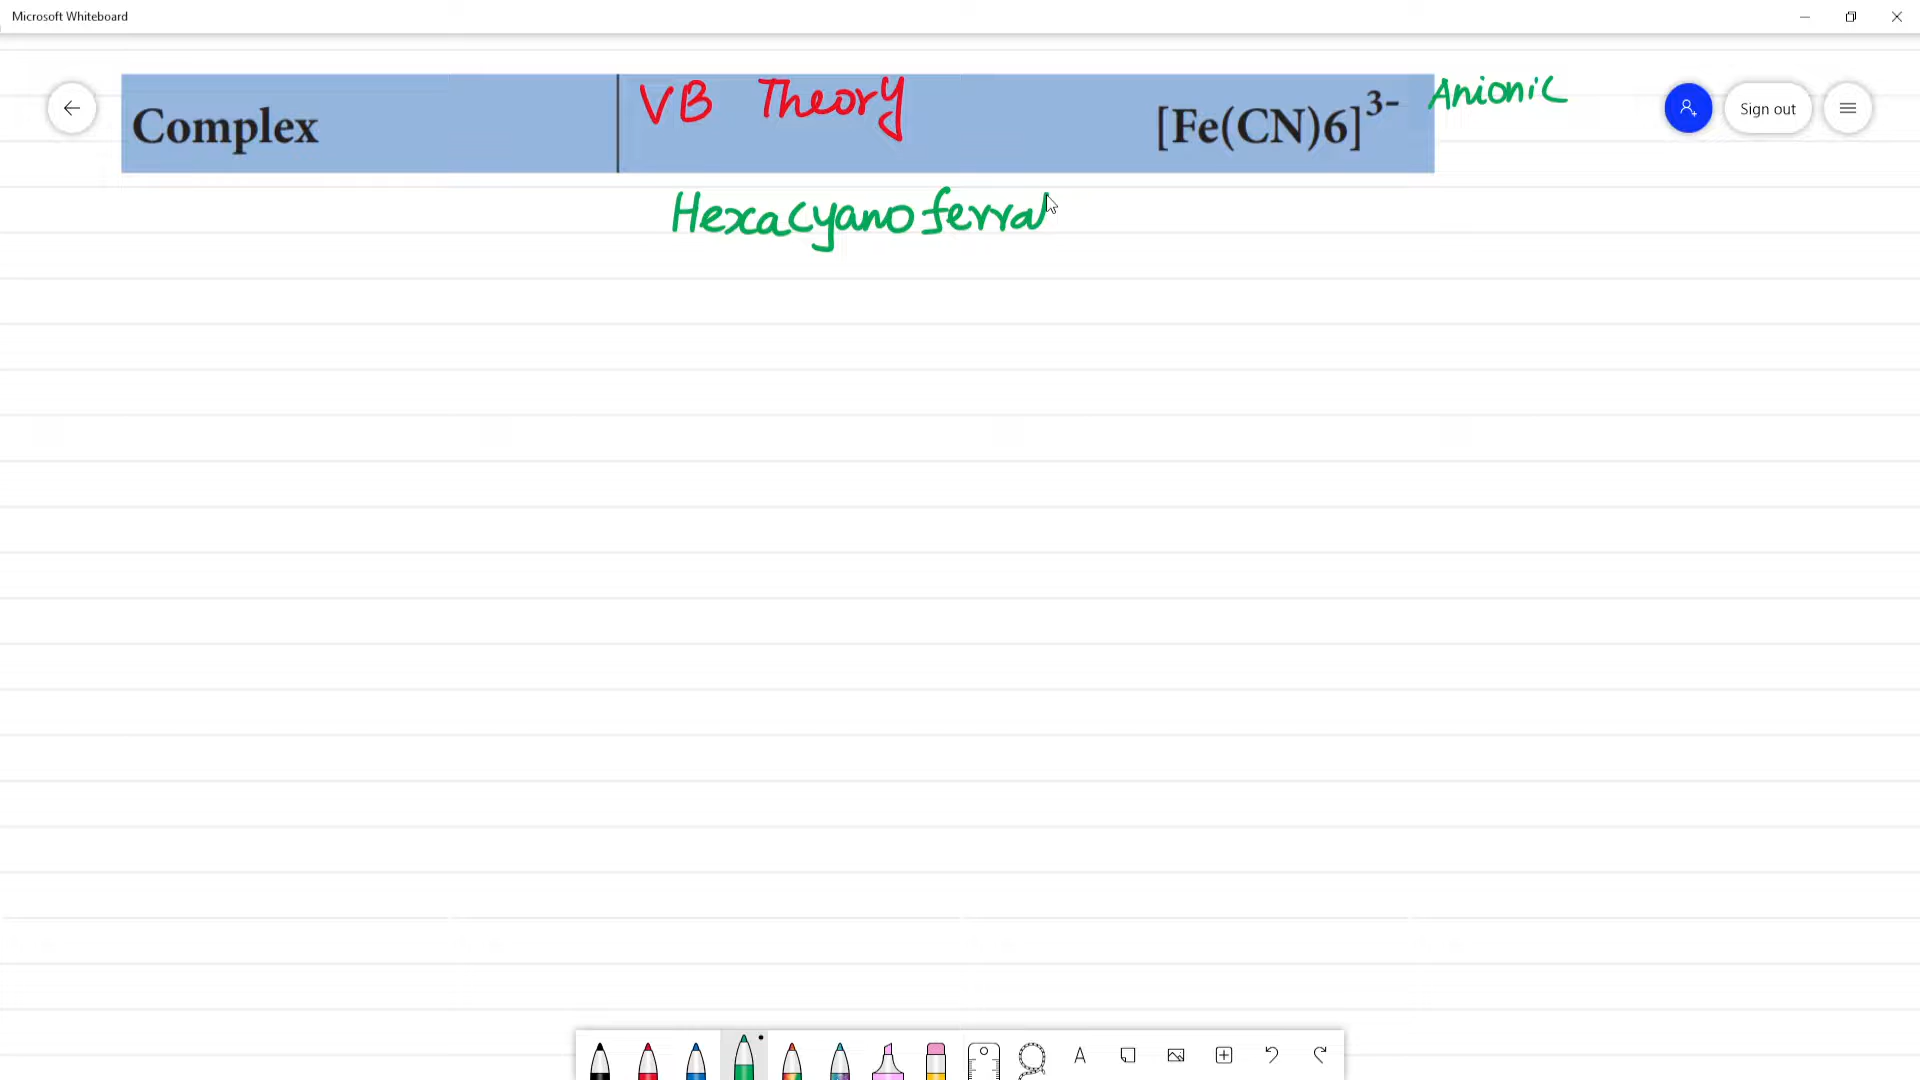 Microsoft Whiteboard
Complex VB Theory [Fe(CN)6]3- Anionic
Sign out
Hexacyanoferra